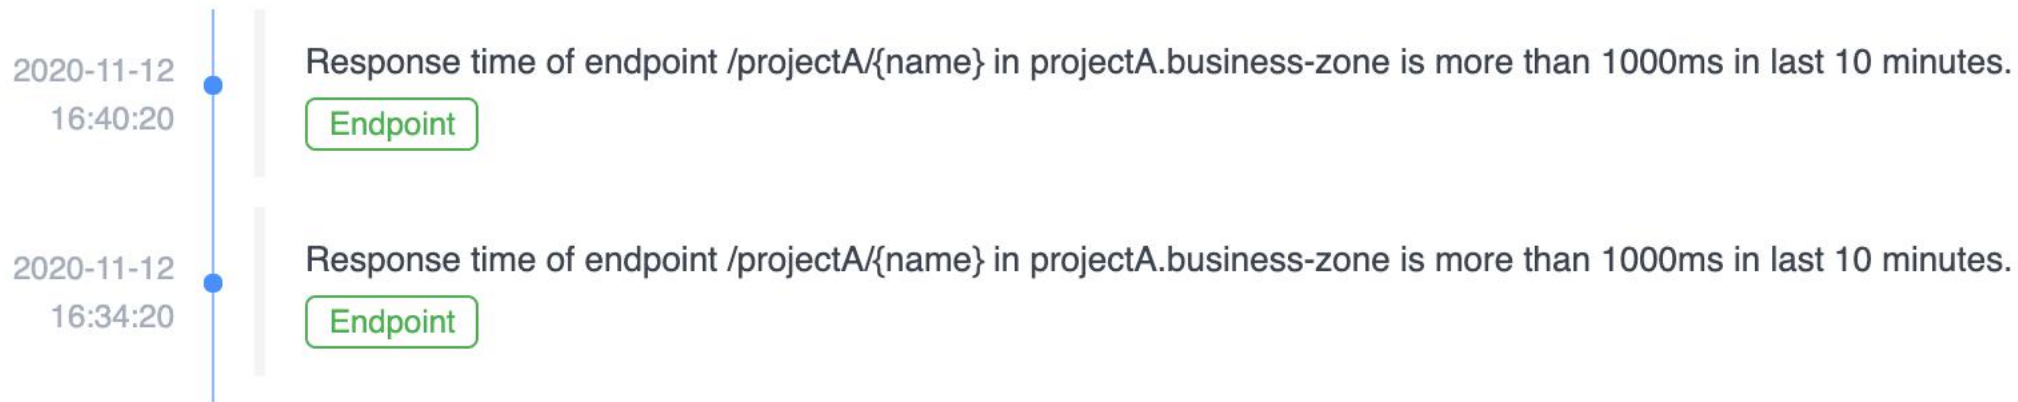 2020-11-12
16:40:20
Response time of endpoint /projectA/{name} in projectA.business-zone is more than 1000ms in last 10 minutes.
Endpoint
2020-11-12
16:34:20
Response time of endpoint /projectA/{name} in projectA.business-zone is more than 1000ms in last 10 minutes.
Endpoint